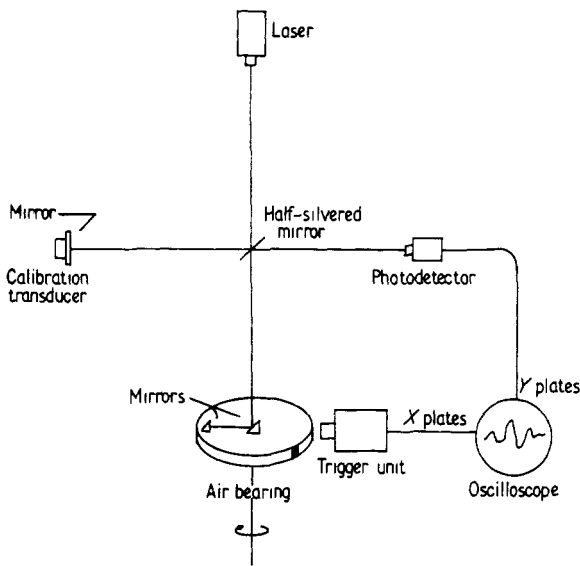 Laser
Mirror
Half-silvered
mirror
Calibration
transducer
Photodetector
Mirrors
Y plates
X plates
Trigger unit
Air bearing
Oscilloscope